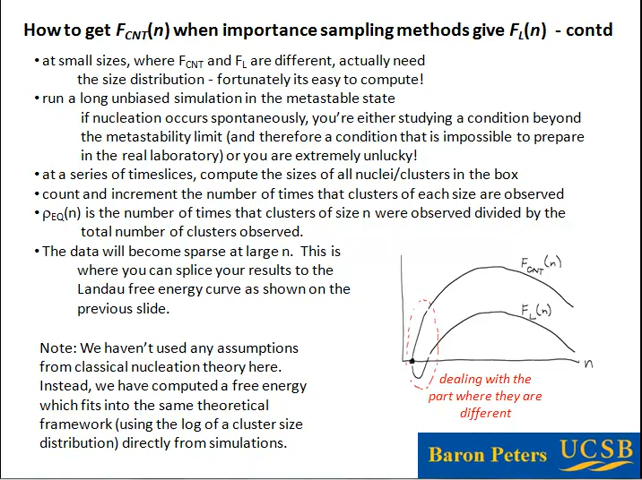 How to get FCNT(n) when importance sampling methods give FL(n) - contd
• at small sizes, where FCNT and FL are different, actually need
the size distribution - fortunately its easy to compute!
• run a long unbiased simulation in the metastable state
if nucleation occurs spontaneously, you're either studying a condition beyond
the metastability limit (and therefore a condition that is impossible to prepare
in the real laboratory) or you are extremely unlucky!
• at a series of timeslices, compute the sizes of all nuclei/clusters in the box
• count and increment the number of times that clusters of each size are observed
• ρEQ(n) is the number of times that clusters of size n were observed divided by the
total number of clusters observed.
• The data will become sparse at large n. This is
where you can splice your results to the
Landau free energy curve as shown on the
previous slide.
FCNT(n)
FL(n)
n
dealing with the
part where they are
different
Note: We haven't used any assumptions
from classical nucleation theory here.
Instead, we have computed a free energy
which fits into the same theoretical
framework (using the log of a cluster size
distribution) directly from simulations.
Baron Peters UCSB